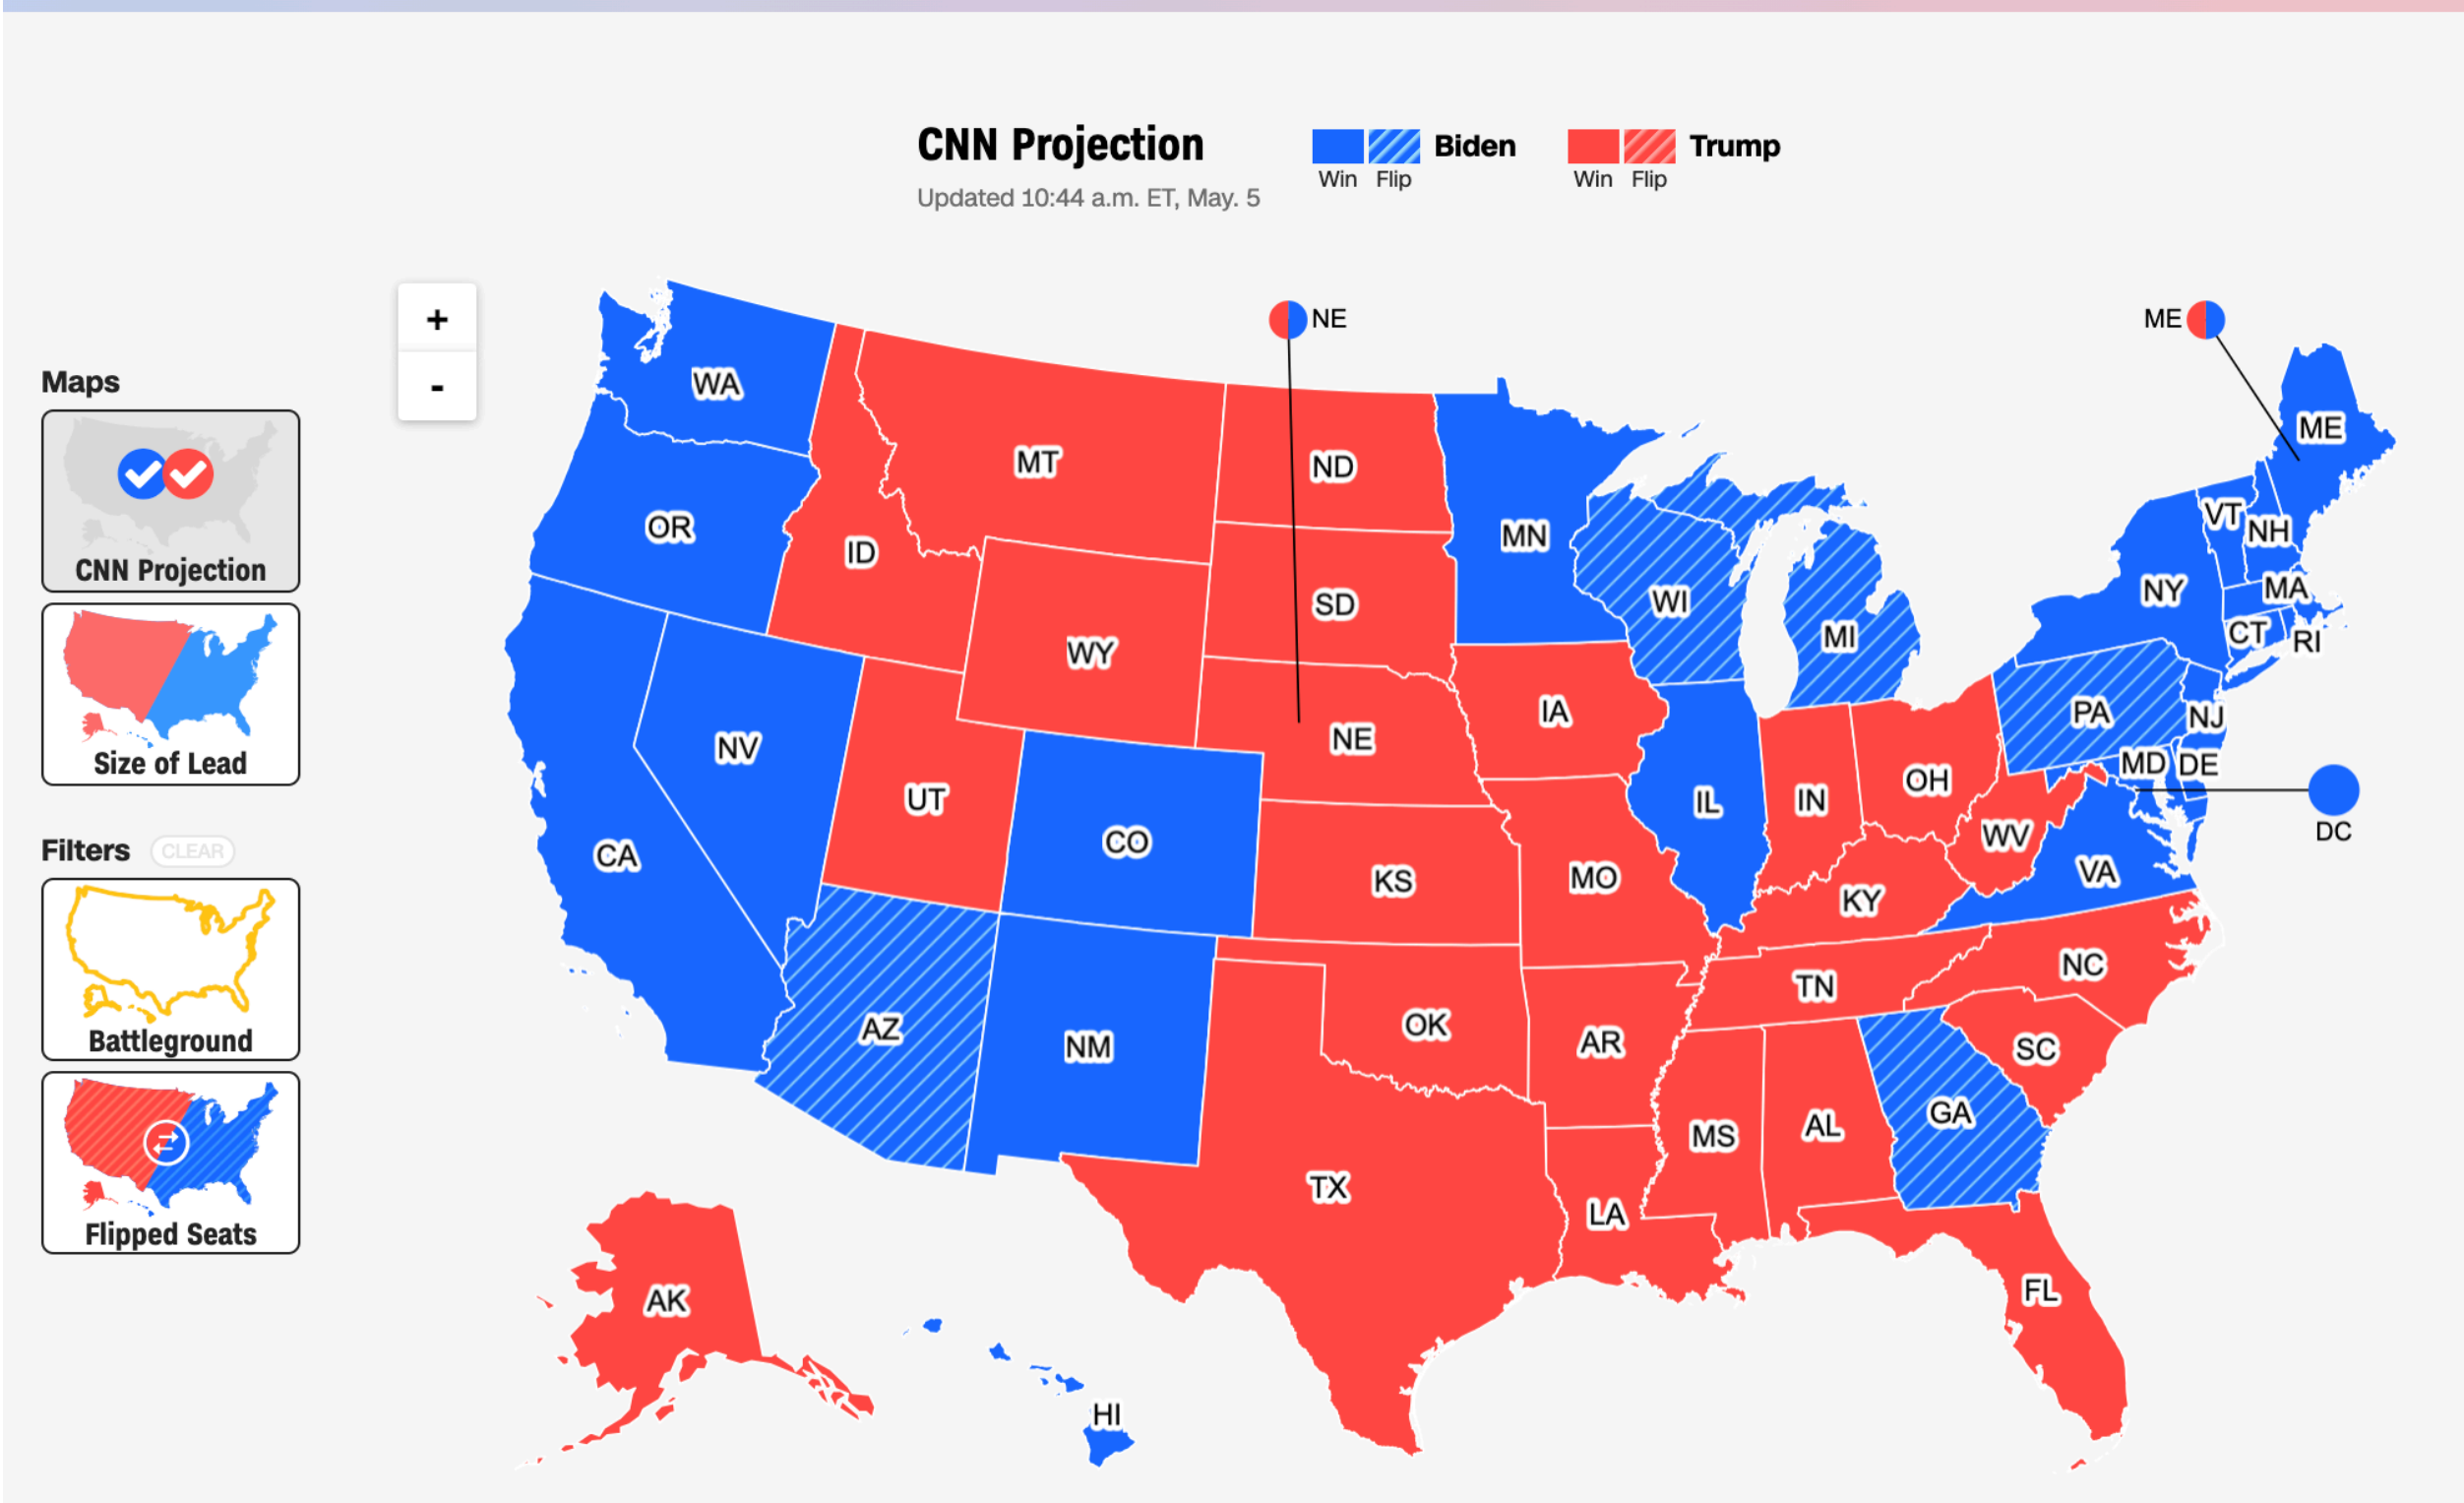 CNN Projection
Updated 10:44 a.m. ET, May. 5
Win Flip Biden
Win Flip Trump
+
-
Maps
CNN Projection
Size of Lead
Filters CLEAR
Battleground
Flipped Seats
NE
ME
WA
MT
ND
MN
ME
OR
ID
SD
WI
MI
VT
NH
NY
MA
CT
RI
WY
NV
UT
CO
NE
IA
IL
IN
OH
PA
NJ
MD
DE
DC
CA
KS
MO
KY
WV
VA
AZ
NM
OK
AR
TN
NC
SC
TX
LA
MS
AL
GA
FL
AK
HI